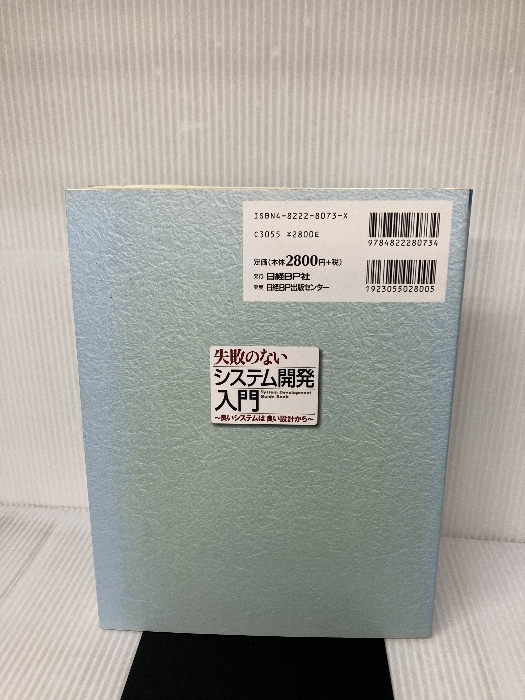 ISBN4-8222-8073-X
C3055 ¥2800E
定価(本体2800円+税)
発行 日経BP社
発売 日経BP出版センター
9784822280734
1923055028005
失敗のない
システム開発
入門
System Development
Guide Book
～良いシステムは良い設計から～